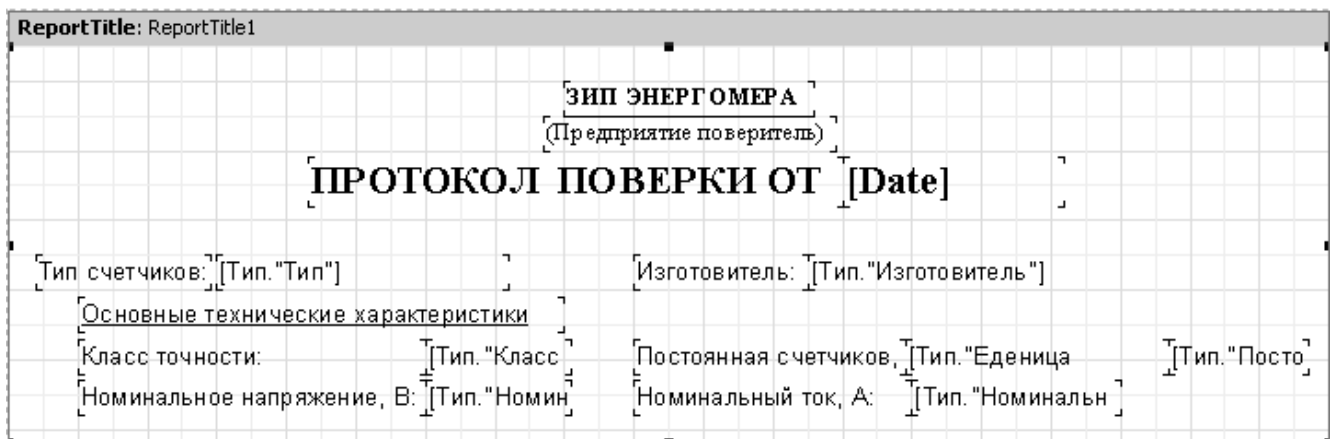 ReportTitle: ReportTitle1
ЗИП ЭНЕРГОМЕРА
(Предприятие поверитель)
ПРОТОКОЛ ПОВЕРКИ ОТ [Date]
Тип счетчиков: [Тип."Тип"] Изготовитель: [Тип."Изготовитель"]
Основные технические характеристики
Класс точности: [Тип."Класс Постоянная счетчиков, [Тип."Еденица [Тип."Посто
Номинальное напряжение, В: [Тип."Номин Номинальный ток, А: [Тип."Номинальн